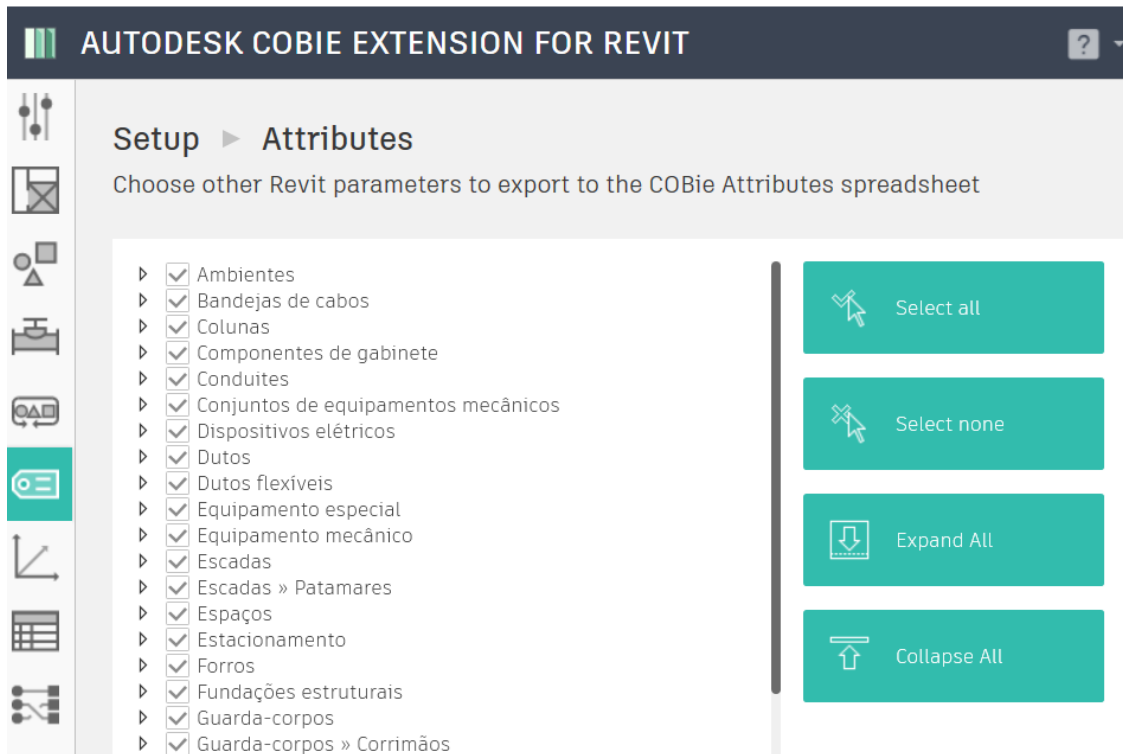 AUTODESK COBIE EXTENSION FOR REVIT
?
Setup ▶ Attributes
Choose other Revit parameters to export to the COBie Attributes spreadsheet
Ambientes
Bandejas de cabos
Colunas
Componentes de gabinete
Conduites
Conjuntos de equipamentos mecânicos
Dispositivos elétricos
Dutos
Dutos flexíveis
Equipamento especial
Equipamento mecânico
Escadas
Escadas » Patamares
Espaços
Estacionamento
Forros
Fundações estruturais
Guarda-corpos
Guarda-corpos » Corrimãos
Select all
Select none
Expand All
Collapse All